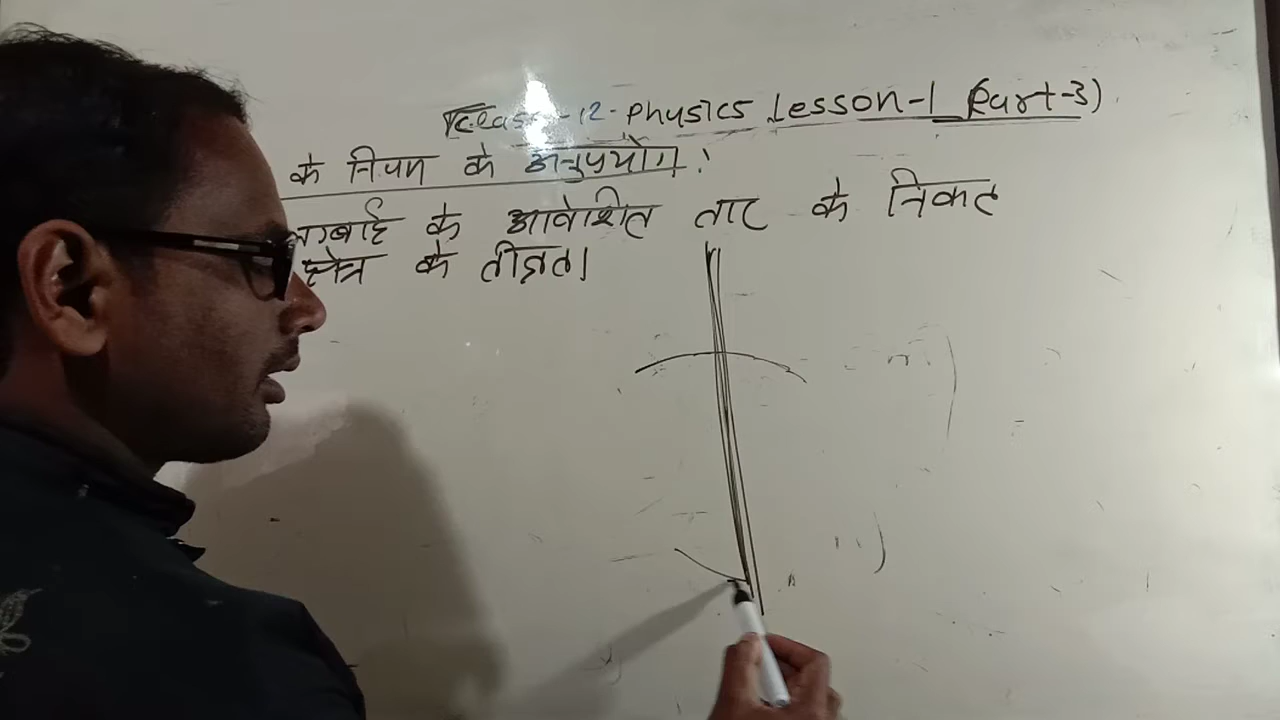 Class-12-Physics Lesson-1 (Part-3)
के नियम के अनुप्रयोग :
के आवेशित तार के निकट
क्षेत्र के तीव्रता